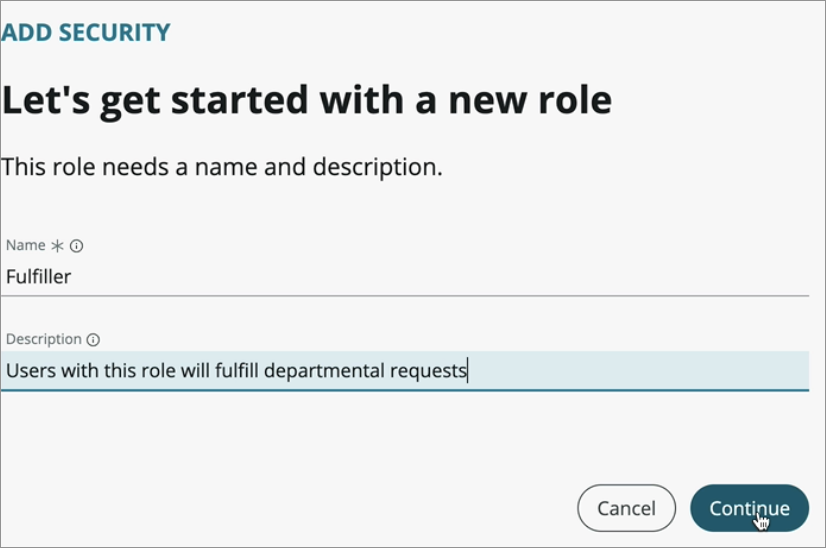 ADD SECURITY
Let's get started with a new role
This role needs a name and description.
Name
Fulfiller
Description
Users with this role will fulfill departmental requests
Cancel Continue